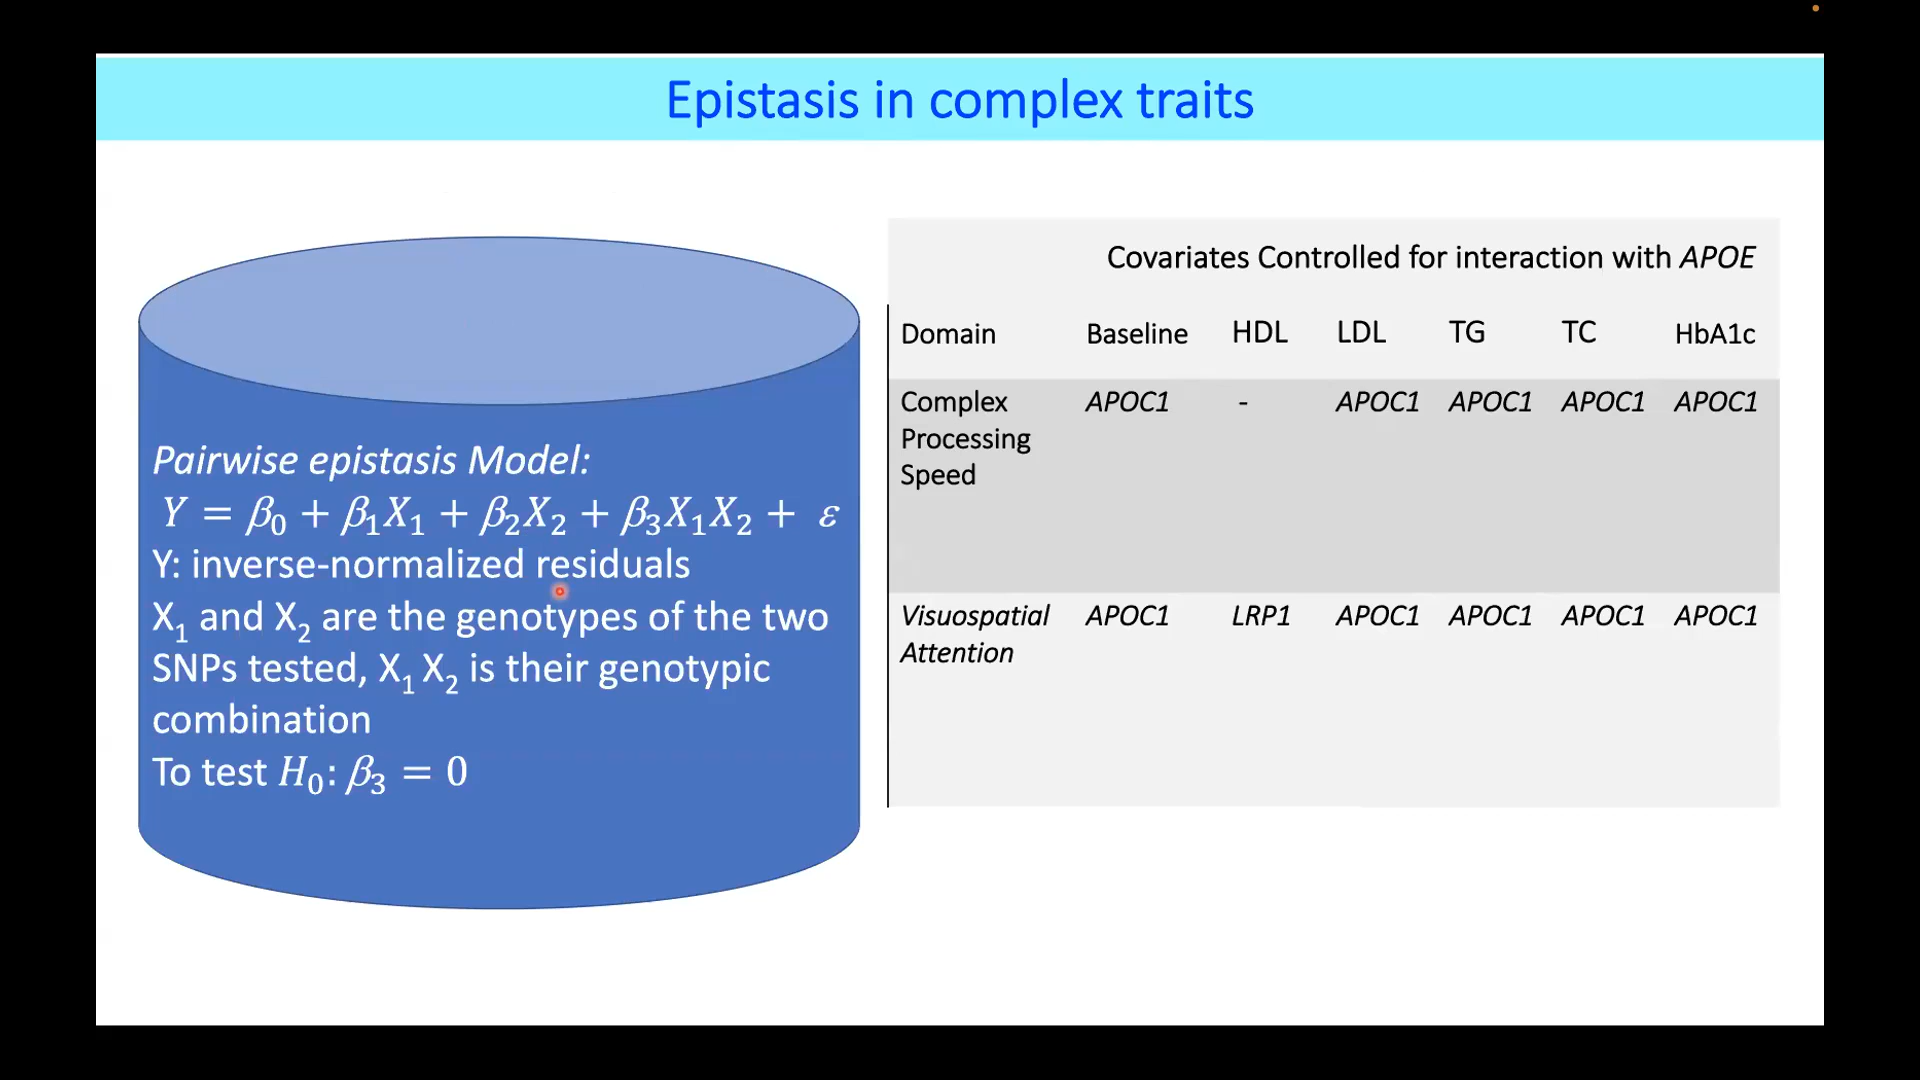 Epistasis in complex traits
Pairwise epistasis Model:
Y = β₀ + β₁X₁ + β₂X₂ + β₃X₁X₂ + ε
Y: inverse-normalized residuals
X₁ and X₂ are the genotypes of the two
SNPs tested, X₁ X₂ is their genotypic
combination
To test H₀: β₃ = 0
Covariates Controlled for interaction with APOE
Domain Baseline HDL LDL TG TC HbA1c
Complex APOC1 - APOC1 APOC1 APOC1 APOC1
Processing
Speed
Visuospatial APOC1 LRP1 APOC1 APOC1 APOC1 APOC1
Attention